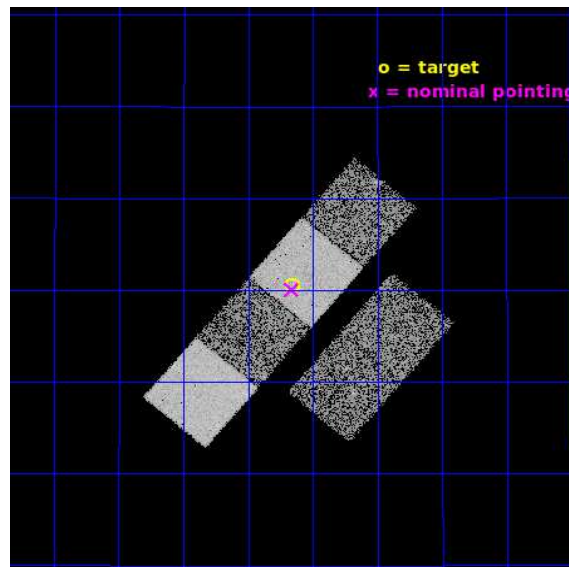 o = target
x = nominal pointing